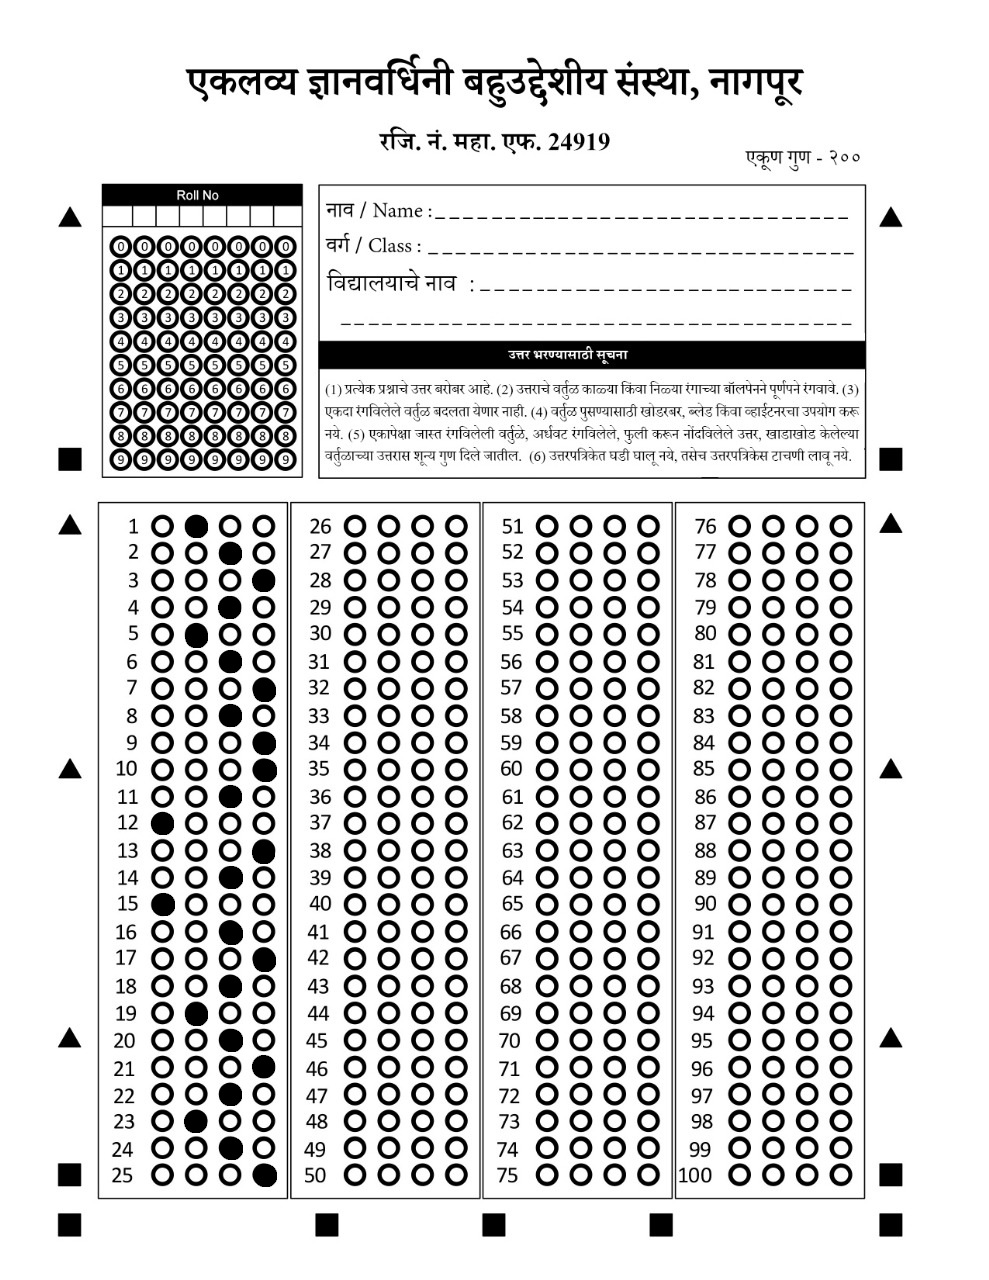 एकलव्य ज्ञानवर्धिनी बहुउद्देशीय संस्था, नागपूर
रजि. नं. महा. एफ. 24919
एकूण गुण - २००
Roll No
0 0 0 0 0 0 0 0
1 1 1 1 1 1 1 1
2 2 2 2 2 2 2 2
3 3 3 3 3 3 3 3
4 4 4 4 4 4 4 4
5 5 5 5 5 5 5 5
6 6 6 6 6 6 6 6
7 7 7 7 7 7 7 7
8 8 8 8 8 8 8 8
9 9 9 9 9 9 9 9
नाव / Name :
वर्ग / Class :
विद्यालयाचे नाव :
उत्तर भरण्यासाठी सूचना
(1) प्रत्येक प्रश्नाचे उत्तर बरोबर आहे. (2) उत्तराचे वर्तुळ काळ्या किंवा निळ्या रंगाच्या बॉलपेनने पूर्णपने रंगवावे. (3)
एकदा रंगविलेले वर्तुळ बदलता येणार नाही. (4) वर्तुळ पुसण्यासाठी खोडरबर, ब्लेड किंवा व्हाईटनरचा उपयोग करू
नये. (5) एकापेक्षा जास्त रंगविलेली वर्तुळे, अर्धवट रंगविलेले, फुली करून नोंदविलेले उत्तर, खाडाखोड केलेल्या
वर्तुळाच्या उत्तरास शून्य गुण दिले जातील. (6) उत्तरपत्रिकेत घडी घालू नये, तसेच उत्तरपत्रिकेस टाचणी लावू नये.
1 26 51 76
2 27 52 77
3 28 53 78
4 29 54 79
5 30 55 80
6 31 56 81
7 32 57 82
8 33 58 83
9 34 59 84
10 35 60 85
11 36 61 86
12 37 62 87
13 38 63 88
14 39 64 89
15 40 65 90
16 41 66 91
17 42 67 92
18 43 68 93
19 44 69 94
20 45 70 95
21 46 71 96
22 47 72 97
23 48 73 98
24 49 74 99
25 50 75 100